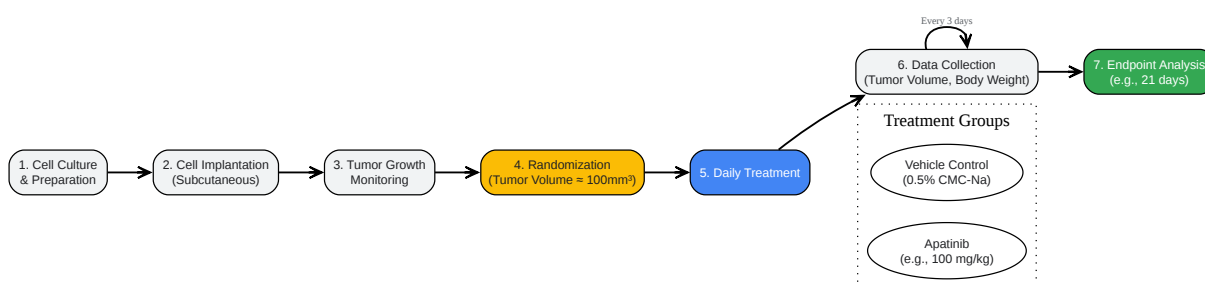 1. Cell Culture
& Preparation
2. Cell Implantation
(Subcutaneous)
3. Tumor Growth
Monitoring
4. Randomization
(Tumor Volume ≈ 100mm³)
5. Daily Treatment
Every 3 days
6. Data Collection
(Tumor Volume, Body Weight)
7. Endpoint Analysis
(e.g., 21 days)
Treatment Groups
Vehicle Control
(0.5% CMC-Na)
Apatinib
(e.g., 100 mg/kg)